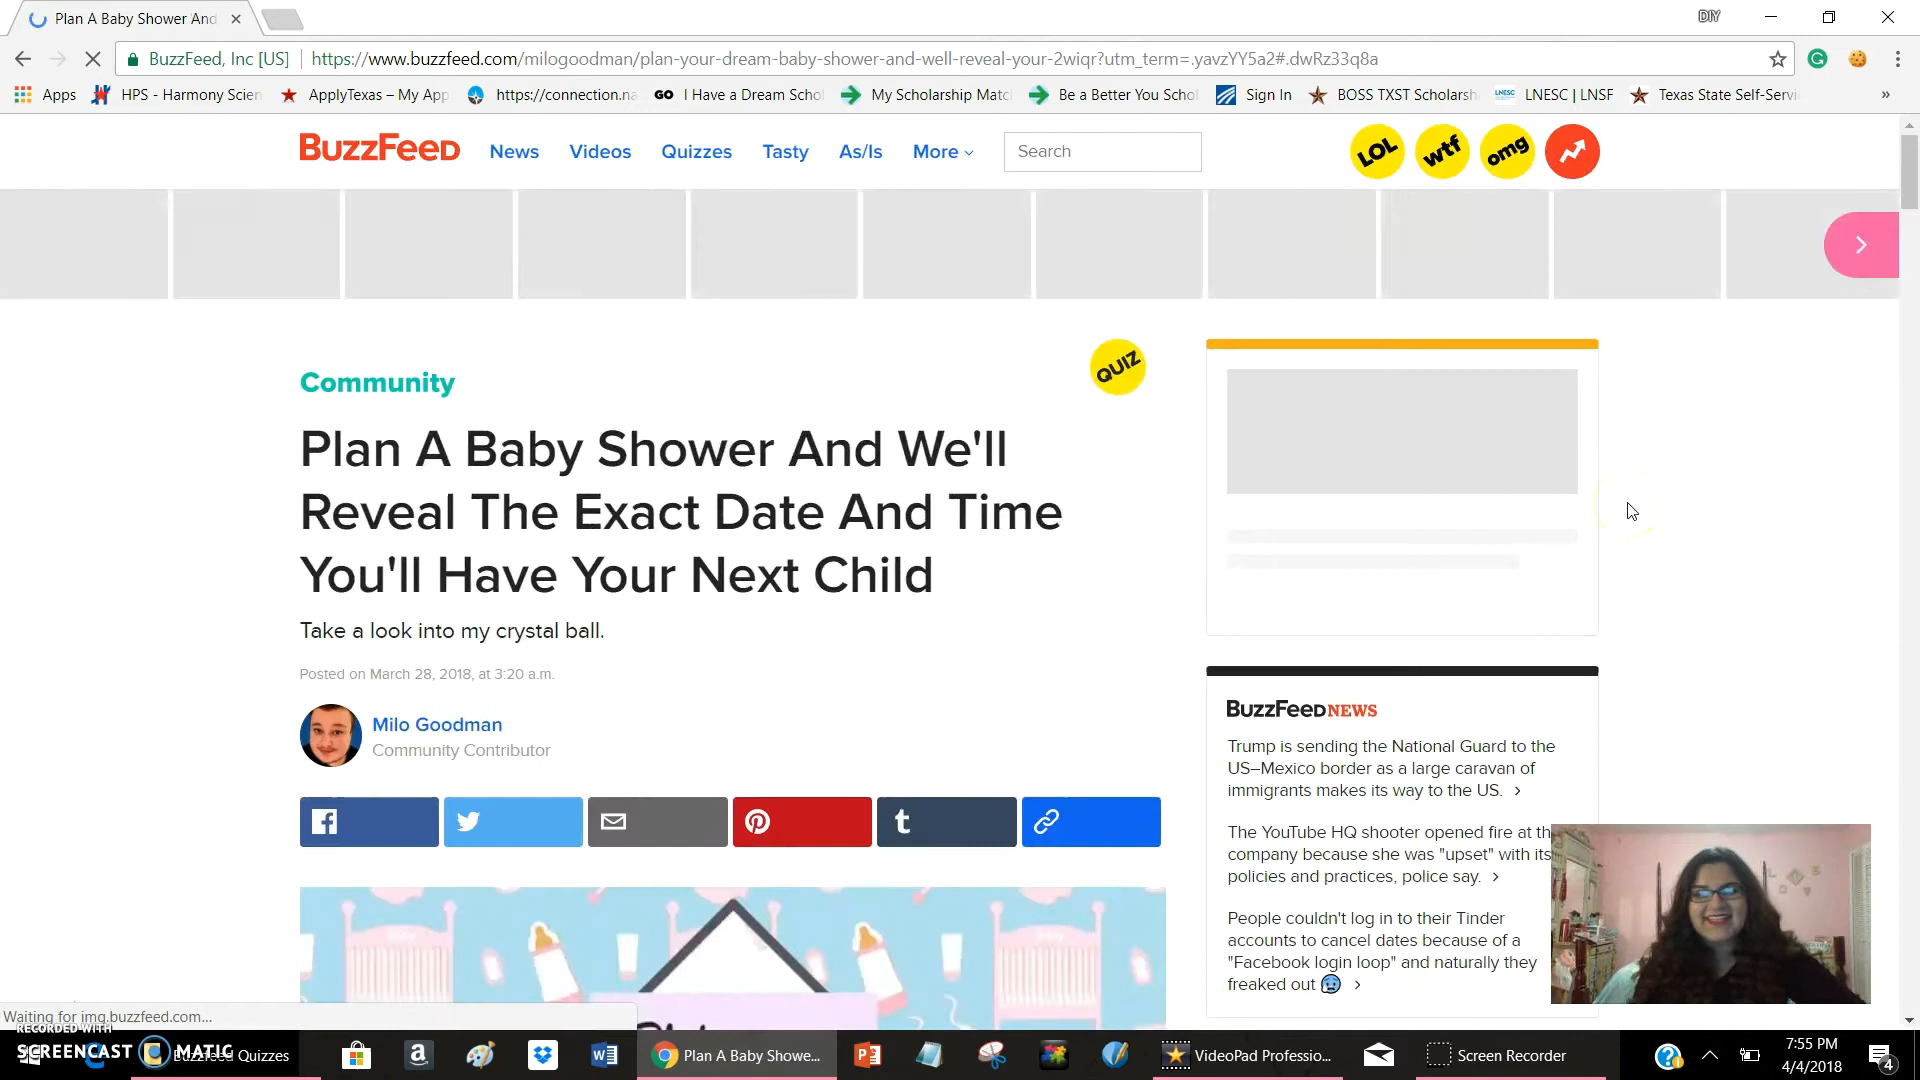 Plan A Baby Shower And
DIY
BuzzFeed, Inc [US]
https://www.buzzfeed.com/milogoodman/plan-your-dream-baby-shower-and-well-reveal-your-2wiqr?utm_term=.yavzYY5a2#.dwRz33q8a
Apps
HPS - Harmony Scien
ApplyTexas – My App
https://connection.na
GO
I Have a Dream Schol
My Scholarship Matc
Be a Better You Schol
Sign In
BOSS TXST Scholarsh
LNESC
LNESC | LNSF
Texas State Self-Servi
BuzzFeed
News
Videos
Quizzes
Tasty
As/Is
More
Search
LOL
wtf
omg
Community
QUIZ
Plan A Baby Shower And We'll
Reveal The Exact Date And Time
You'll Have Your Next Child
Take a look into my crystal ball.
Posted on March 28, 2018, at 3:20 a.m.
Milo Goodman
Community Contributor
BuzzFeed NEWS
Trump is sending the National Guard to the
US–Mexico border as a large caravan of
immigrants makes its way to the US.
The YouTube HQ shooter opened fire at th
company because she was "upset" with its
policies and practices, police say.
People couldn't log in to their Tinder
accounts to cancel dates because of a
"Facebook login loop" and naturally they
freaked out
Waiting for img.buzzfeed.com...
RECORDED WITH
SCREENCAST MATIC
Buzzfeed Quizzes
Plan A Baby Showe...
VideoPad Professio...
Screen Recorder
7:55 PM
4/4/2018
4